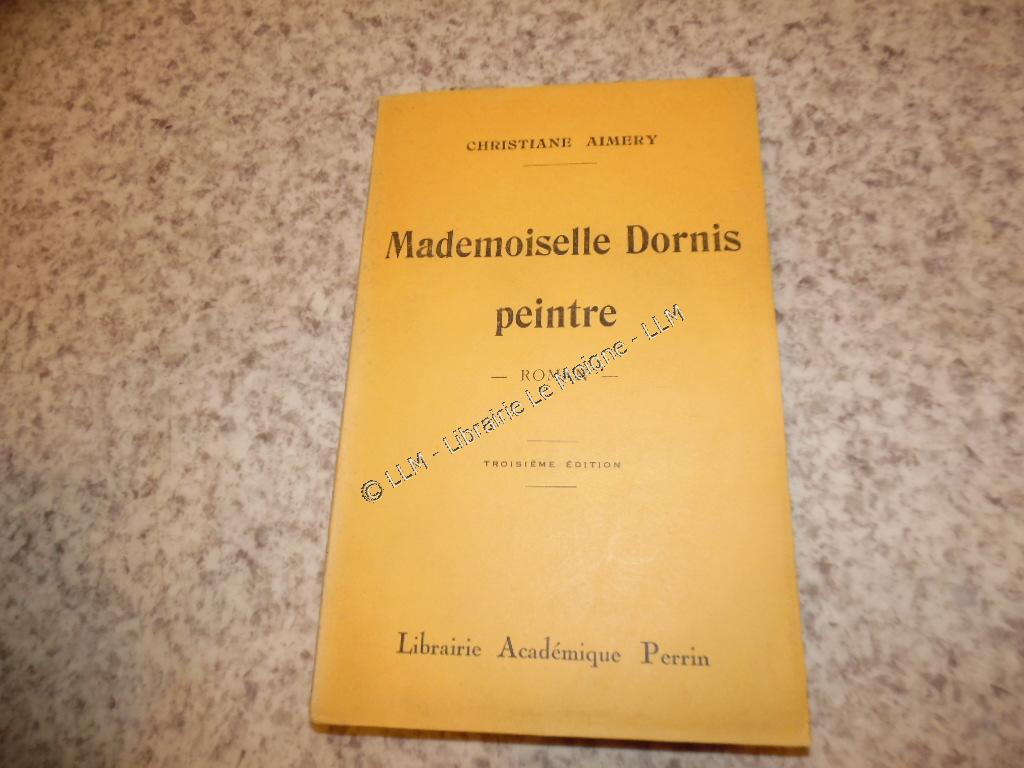 CHRISTIANE AIMERY
Mademoiselle Dornis
peintre
— ROMAN —
© LLM - Librairie Le Moigne - LLM
TROISIÈME ÉDITION
Librairie Académique Perrin